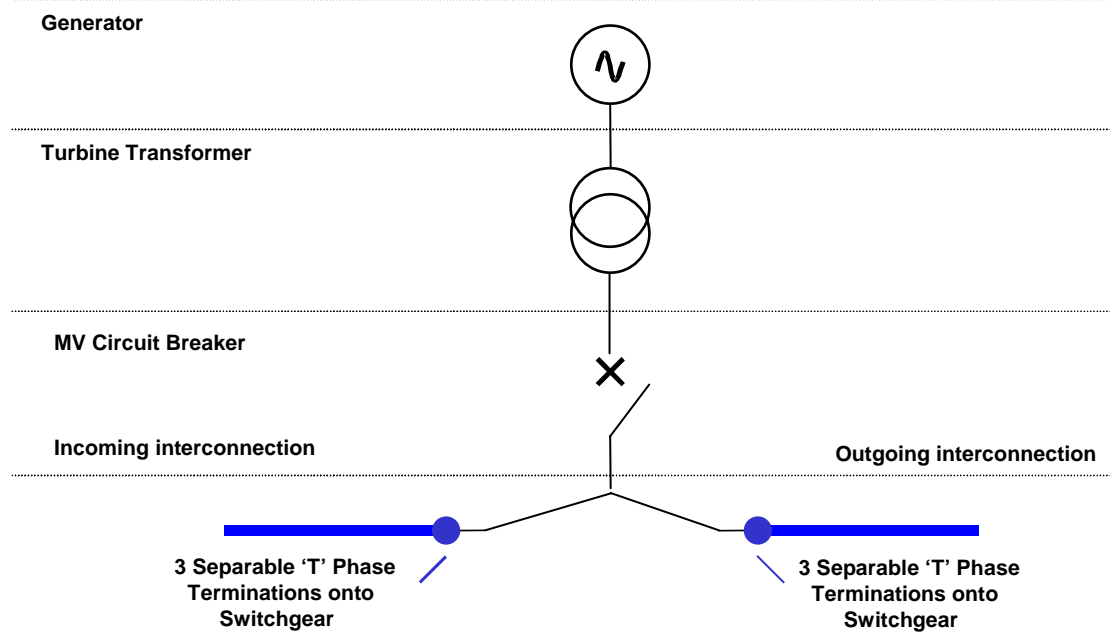 Generator
Turbine Transformer
MV Circuit Breaker
Incoming interconnection
Outgoing interconnection
3 Separable ‘T’ Phase
Terminations onto
Switchgear
3 Separable ‘T’ Phase
Terminations onto
Switchgear